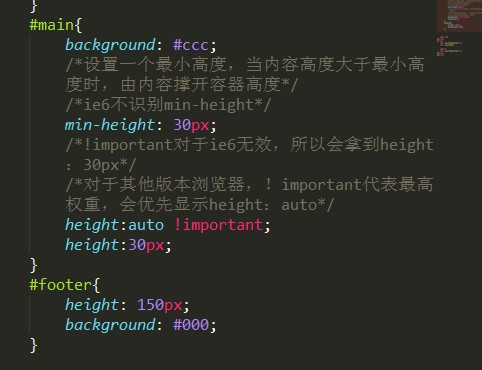 }
#main{
background: #ccc;
/*设置一个最小高度，当内容高度大于最小高
度时，由内容撑开容器高度*/
/*ie6不识别min-height*/
min-height: 30px;
/*!important对于ie6无效，所以会拿到height
：30px*/
/*对于其他版本浏览器，！important代表最高
权重，会优先显示height：auto*/
height:auto !important;
height:30px;
}
#footer{
height: 150px;
background: #000;
}